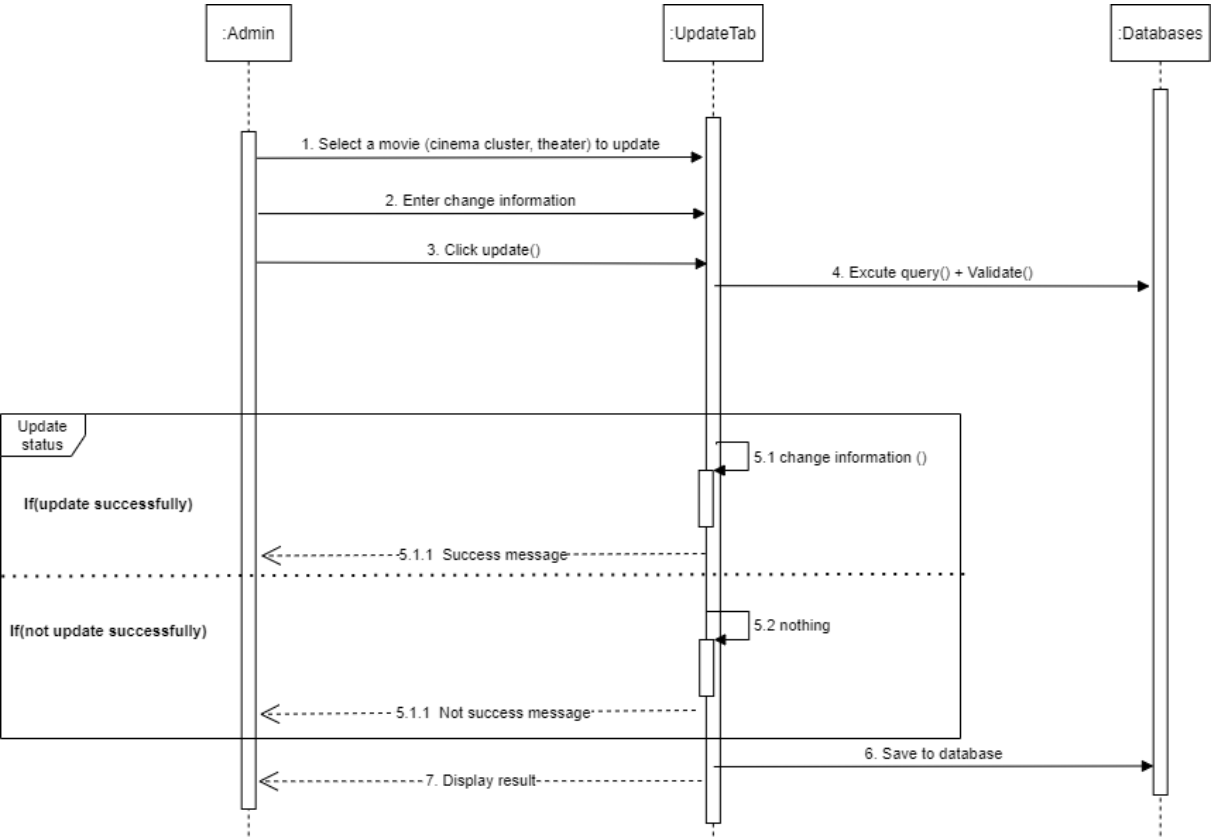 :Admin
:UpdateTab
:Databases
1. Select a movie (cinema cluster, theater) to update
2. Enter change information
3. Click update()
4. Excute query() + Validate()
Update
status
5.1 change information ()
If(update successfully)
5.1.1 Success message
If(not update successfully)
5.2 nothing
5.1.1 Not success message
6. Save to database
7. Display result